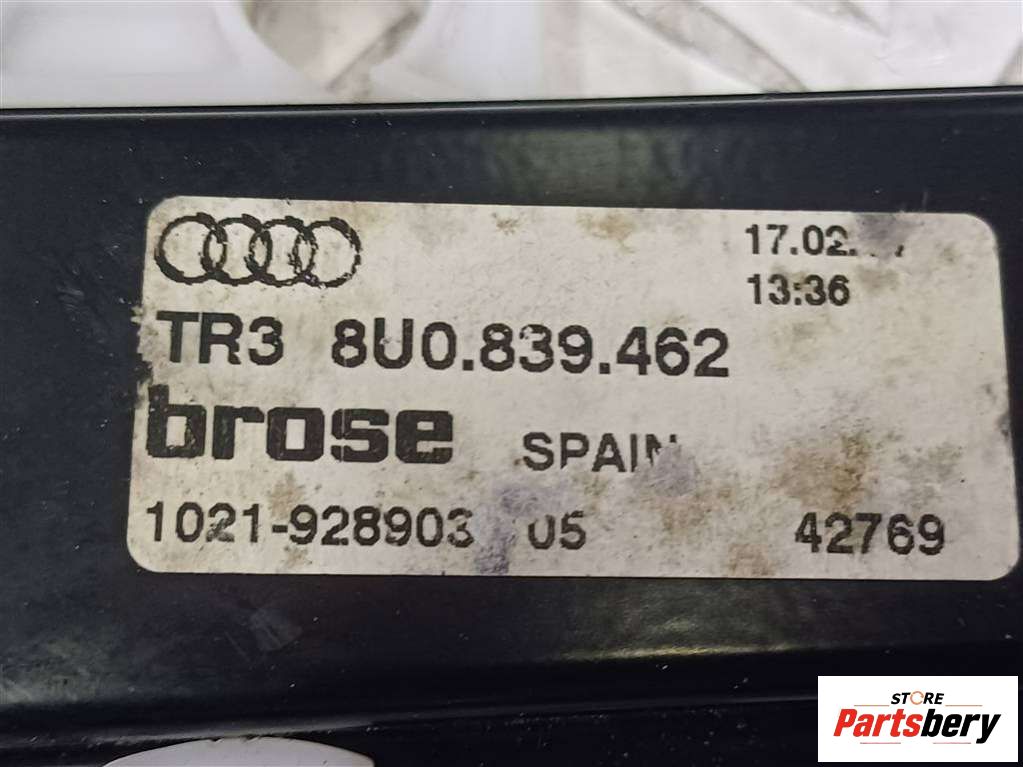 17.02.
13:36
TR3 8U0.839.462
brose SPAIN
1021-928903 05 42769
STORE
Partsbery